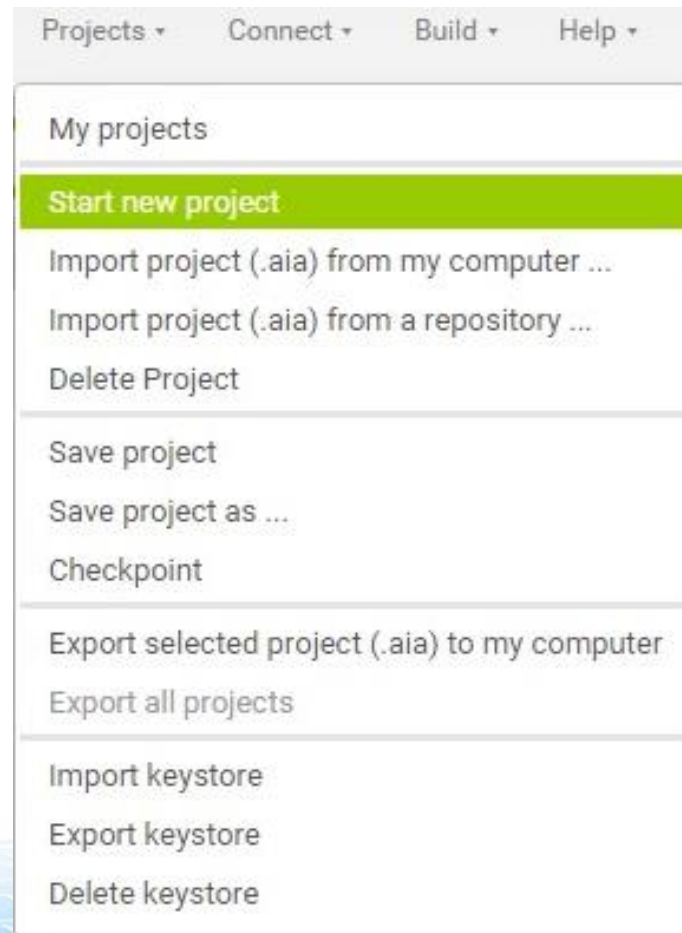 Projects ▾ Connect ▾ Build ▾ Help ▾
My projects
Start new project
Import project (.aia) from my computer ...
Import project (.aia) from a repository ...
Delete Project
Save project
Save project as ...
Checkpoint
Export selected project (.aia) to my computer
Export all projects
Import keystore
Export keystore
Delete keystore